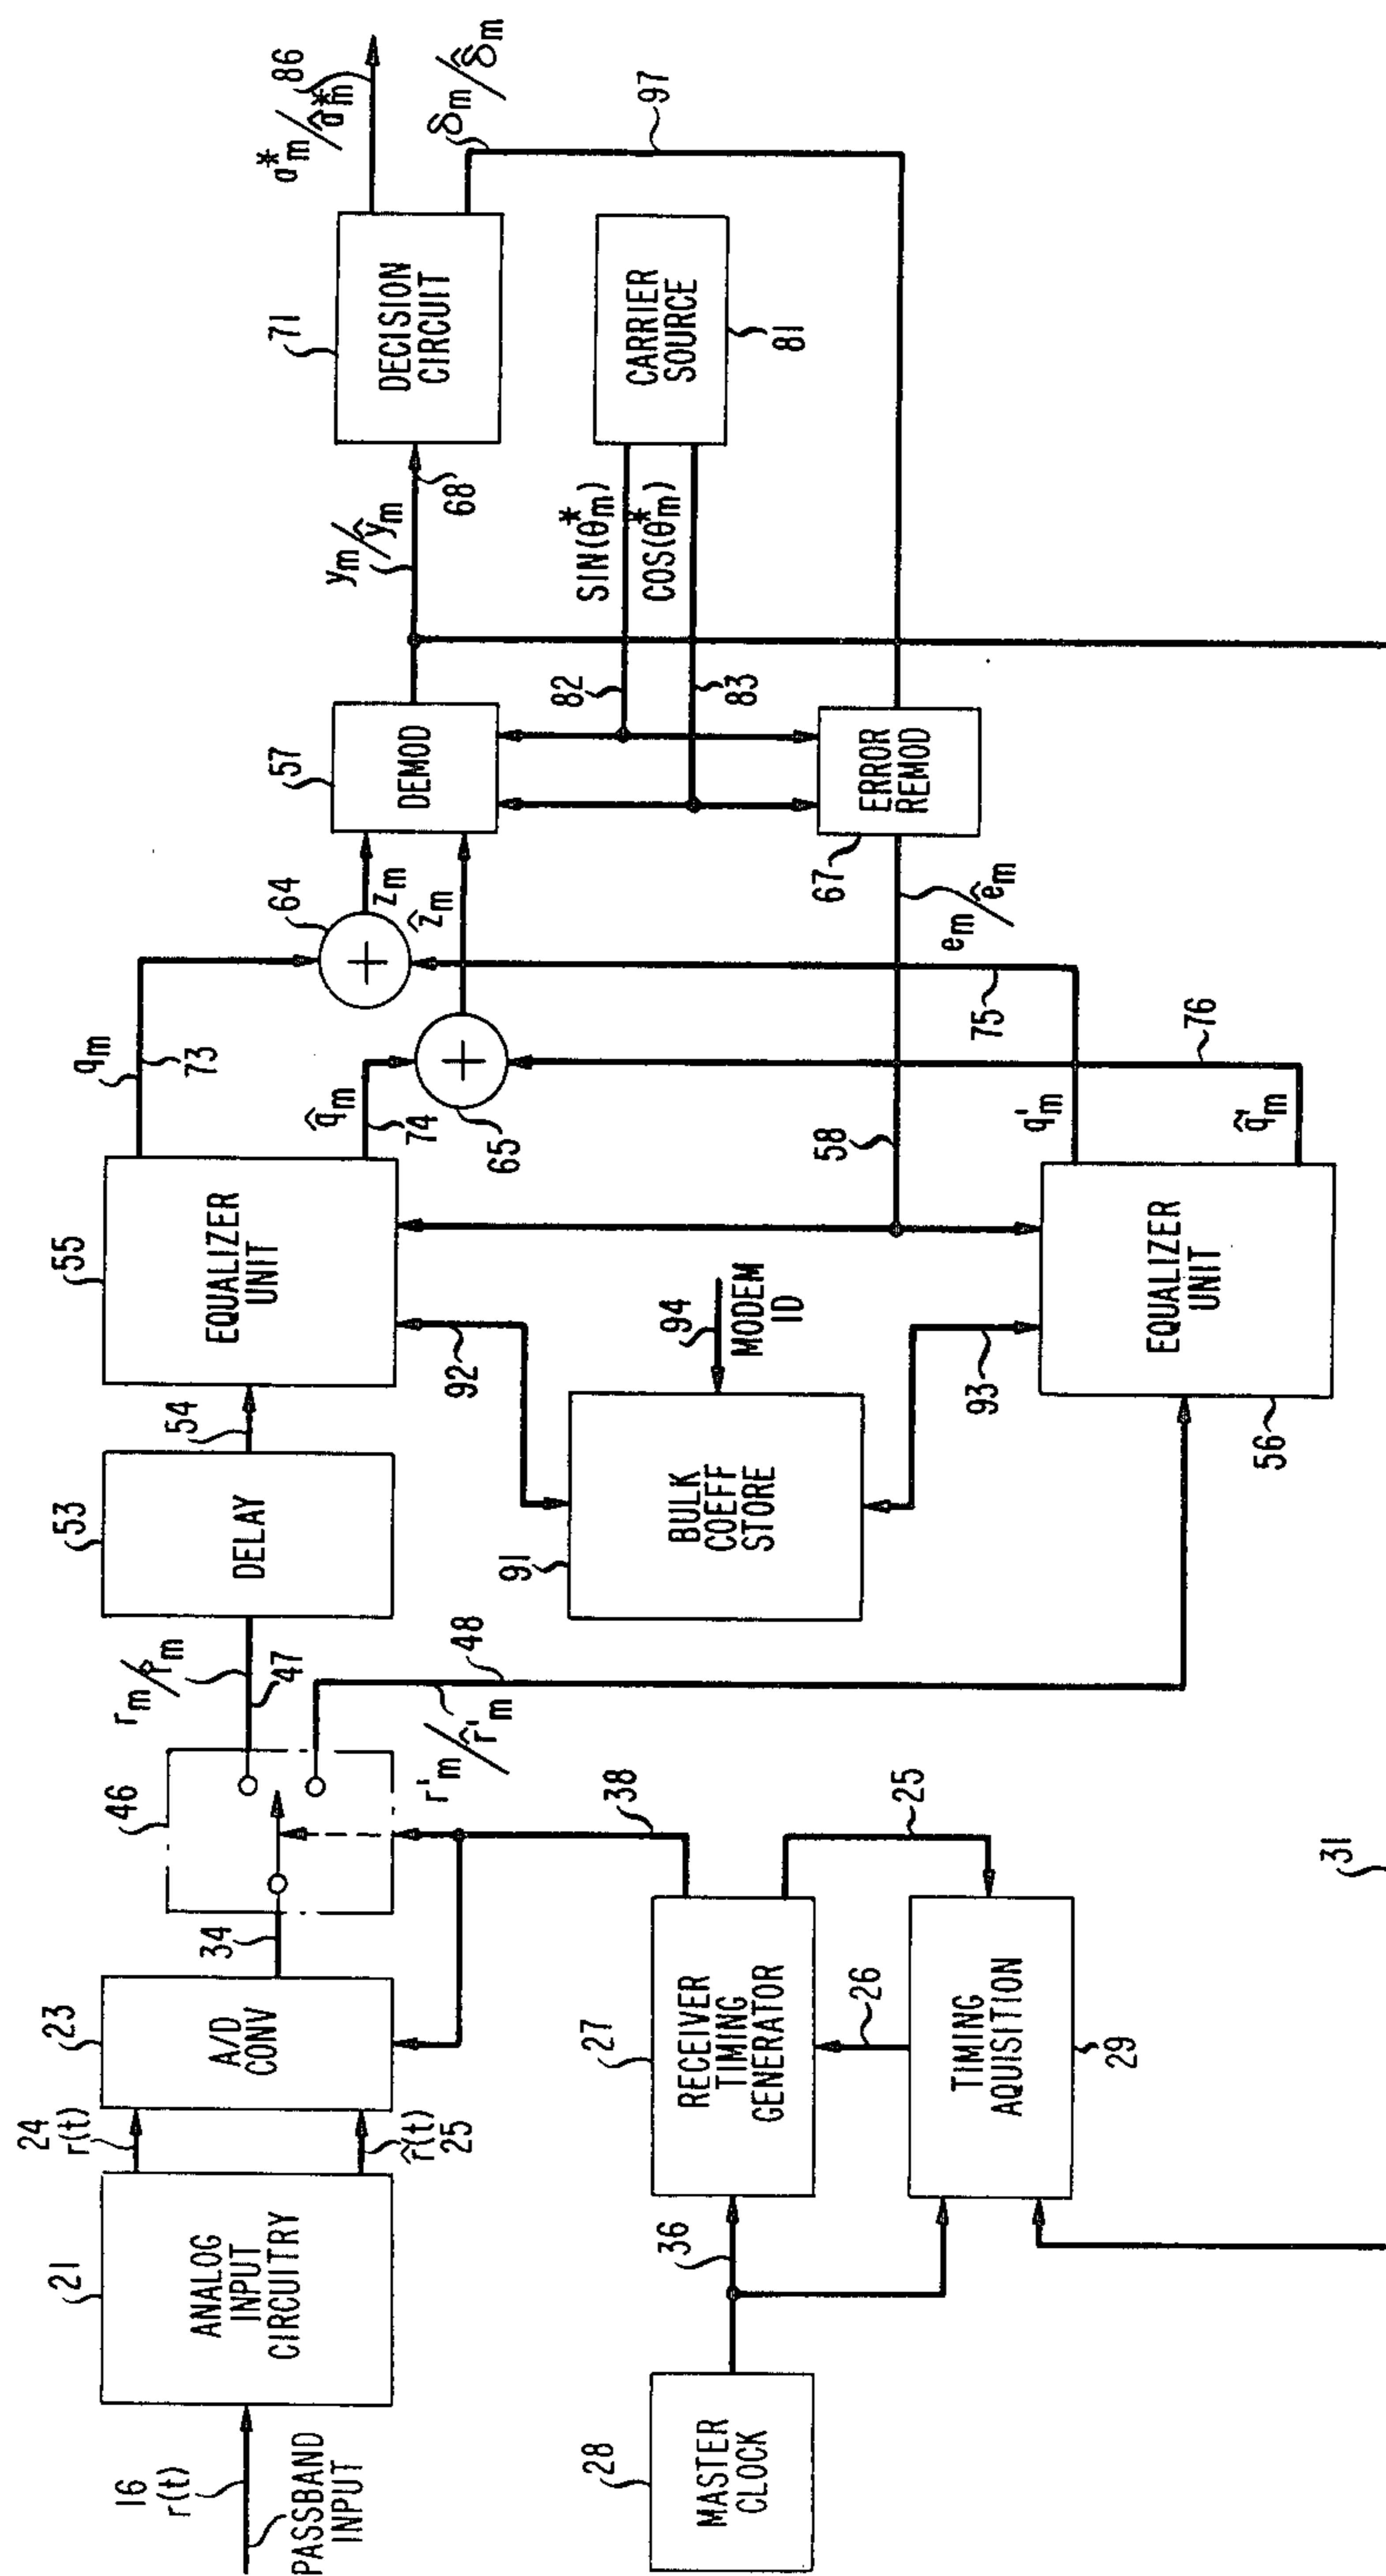 16
r(t)
PASSBAND
INPUT
21
ANALOG
INPUT
CIRCUITRY
24
r(t)
r̂(t)
25
23
A/D
CONV
34
46
rm/r̂m
47
r'm/r̂'m
48
53
DELAY
54
55
EQUALIZER
UNIT
qm
73
q̂m
74
64
65
zm
ẑm
57
DEMOD
ym/ŷm
68
71
DECISION
CIRCUIT
a*m/â*m
86
δm/δ̂m
97
82
SIN(θ*m)
COS(θ*m)
83
CARRIER
SOURCE
81
ERROR
REMOD
67
em/êm
58
75
76
q'm
q̂'m
92
91
BULK
COEFF
STORE
94
MODEM
ID
93
EQUALIZER
UNIT
56
28
MASTER
CLOCK
36
27
RECEIVER
TIMING
GENERATOR
38
25
26
TIMING
AQUISITION
29
31